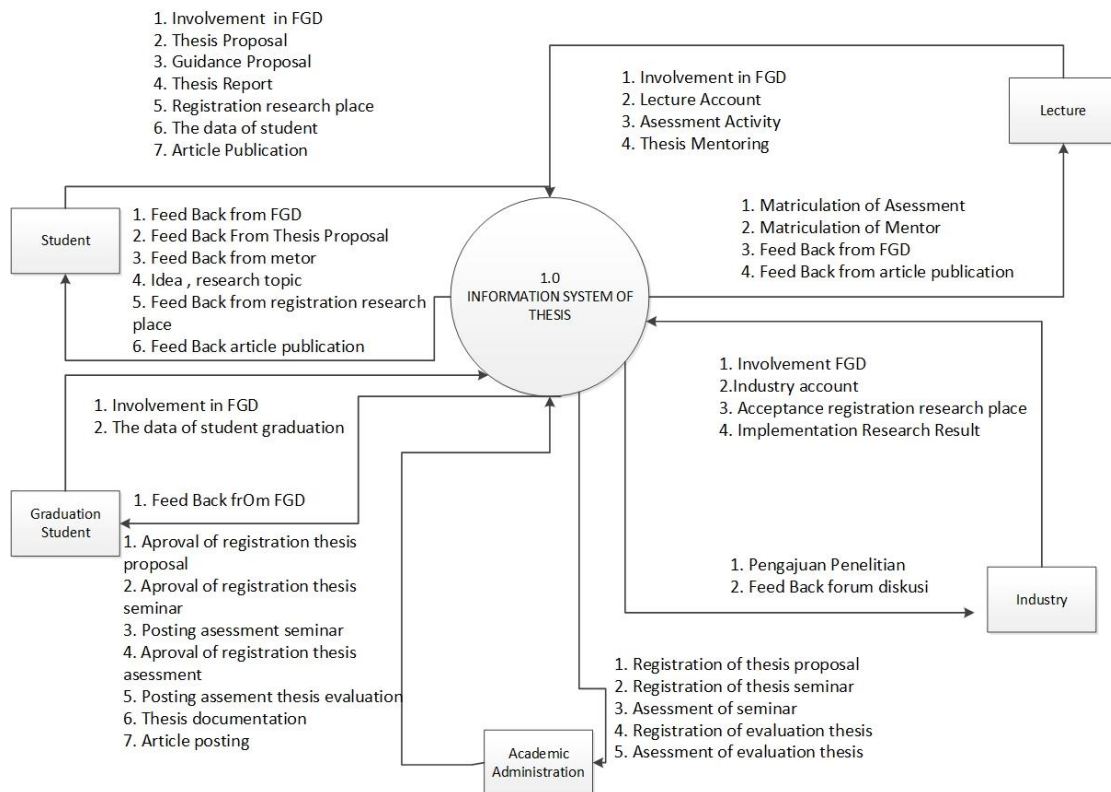 1. Involvement in FGD
2. Thesis Proposal
3. Guidance Proposal
4. Thesis Report
5. Registration research place
6. The data of student
7. Article Publication
1. Involvement in FGD
2. Lecture Account
3. Asessment Activity
4. Thesis Mentoring
Lecture
Student
1. Feed Back from FGD
2. Feed Back From Thesis Proposal
3. Feed Back from metor
4. Idea , research topic
5. Feed Back from registration research
place
6. Feed Back article publication
1.0
INFORMATION SYSTEM OF
THESIS
1. Matriculation of Asessment
2. Matriculation of Mentor
3. Feed Back from FGD
4. Feed Back from article publication
1. Involvement FGD
2.Industry account
3. Acceptance registration research place
4. Implementation Research Result
1. Involvement in FGD
2. The data of student graduation
Graduation
Student
1. Feed Back frOm FGD
1. Aproval of registration thesis
proposal
2. Aproval of registration thesis
seminar
3. Posting asessment seminar
4. Aproval of registration thesis
asessment
5. Posting assement thesis evaluation
6. Thesis documentation
7. Article posting
1. Pengajuan Penelitian
2. Feed Back forum diskusi
Industry
1. Registration of thesis proposal
2. Registration of thesis seminar
3. Asessment of seminar
4. Registration of evaluation thesis
5. Asessment of evaluation thesis
Academic
Administration